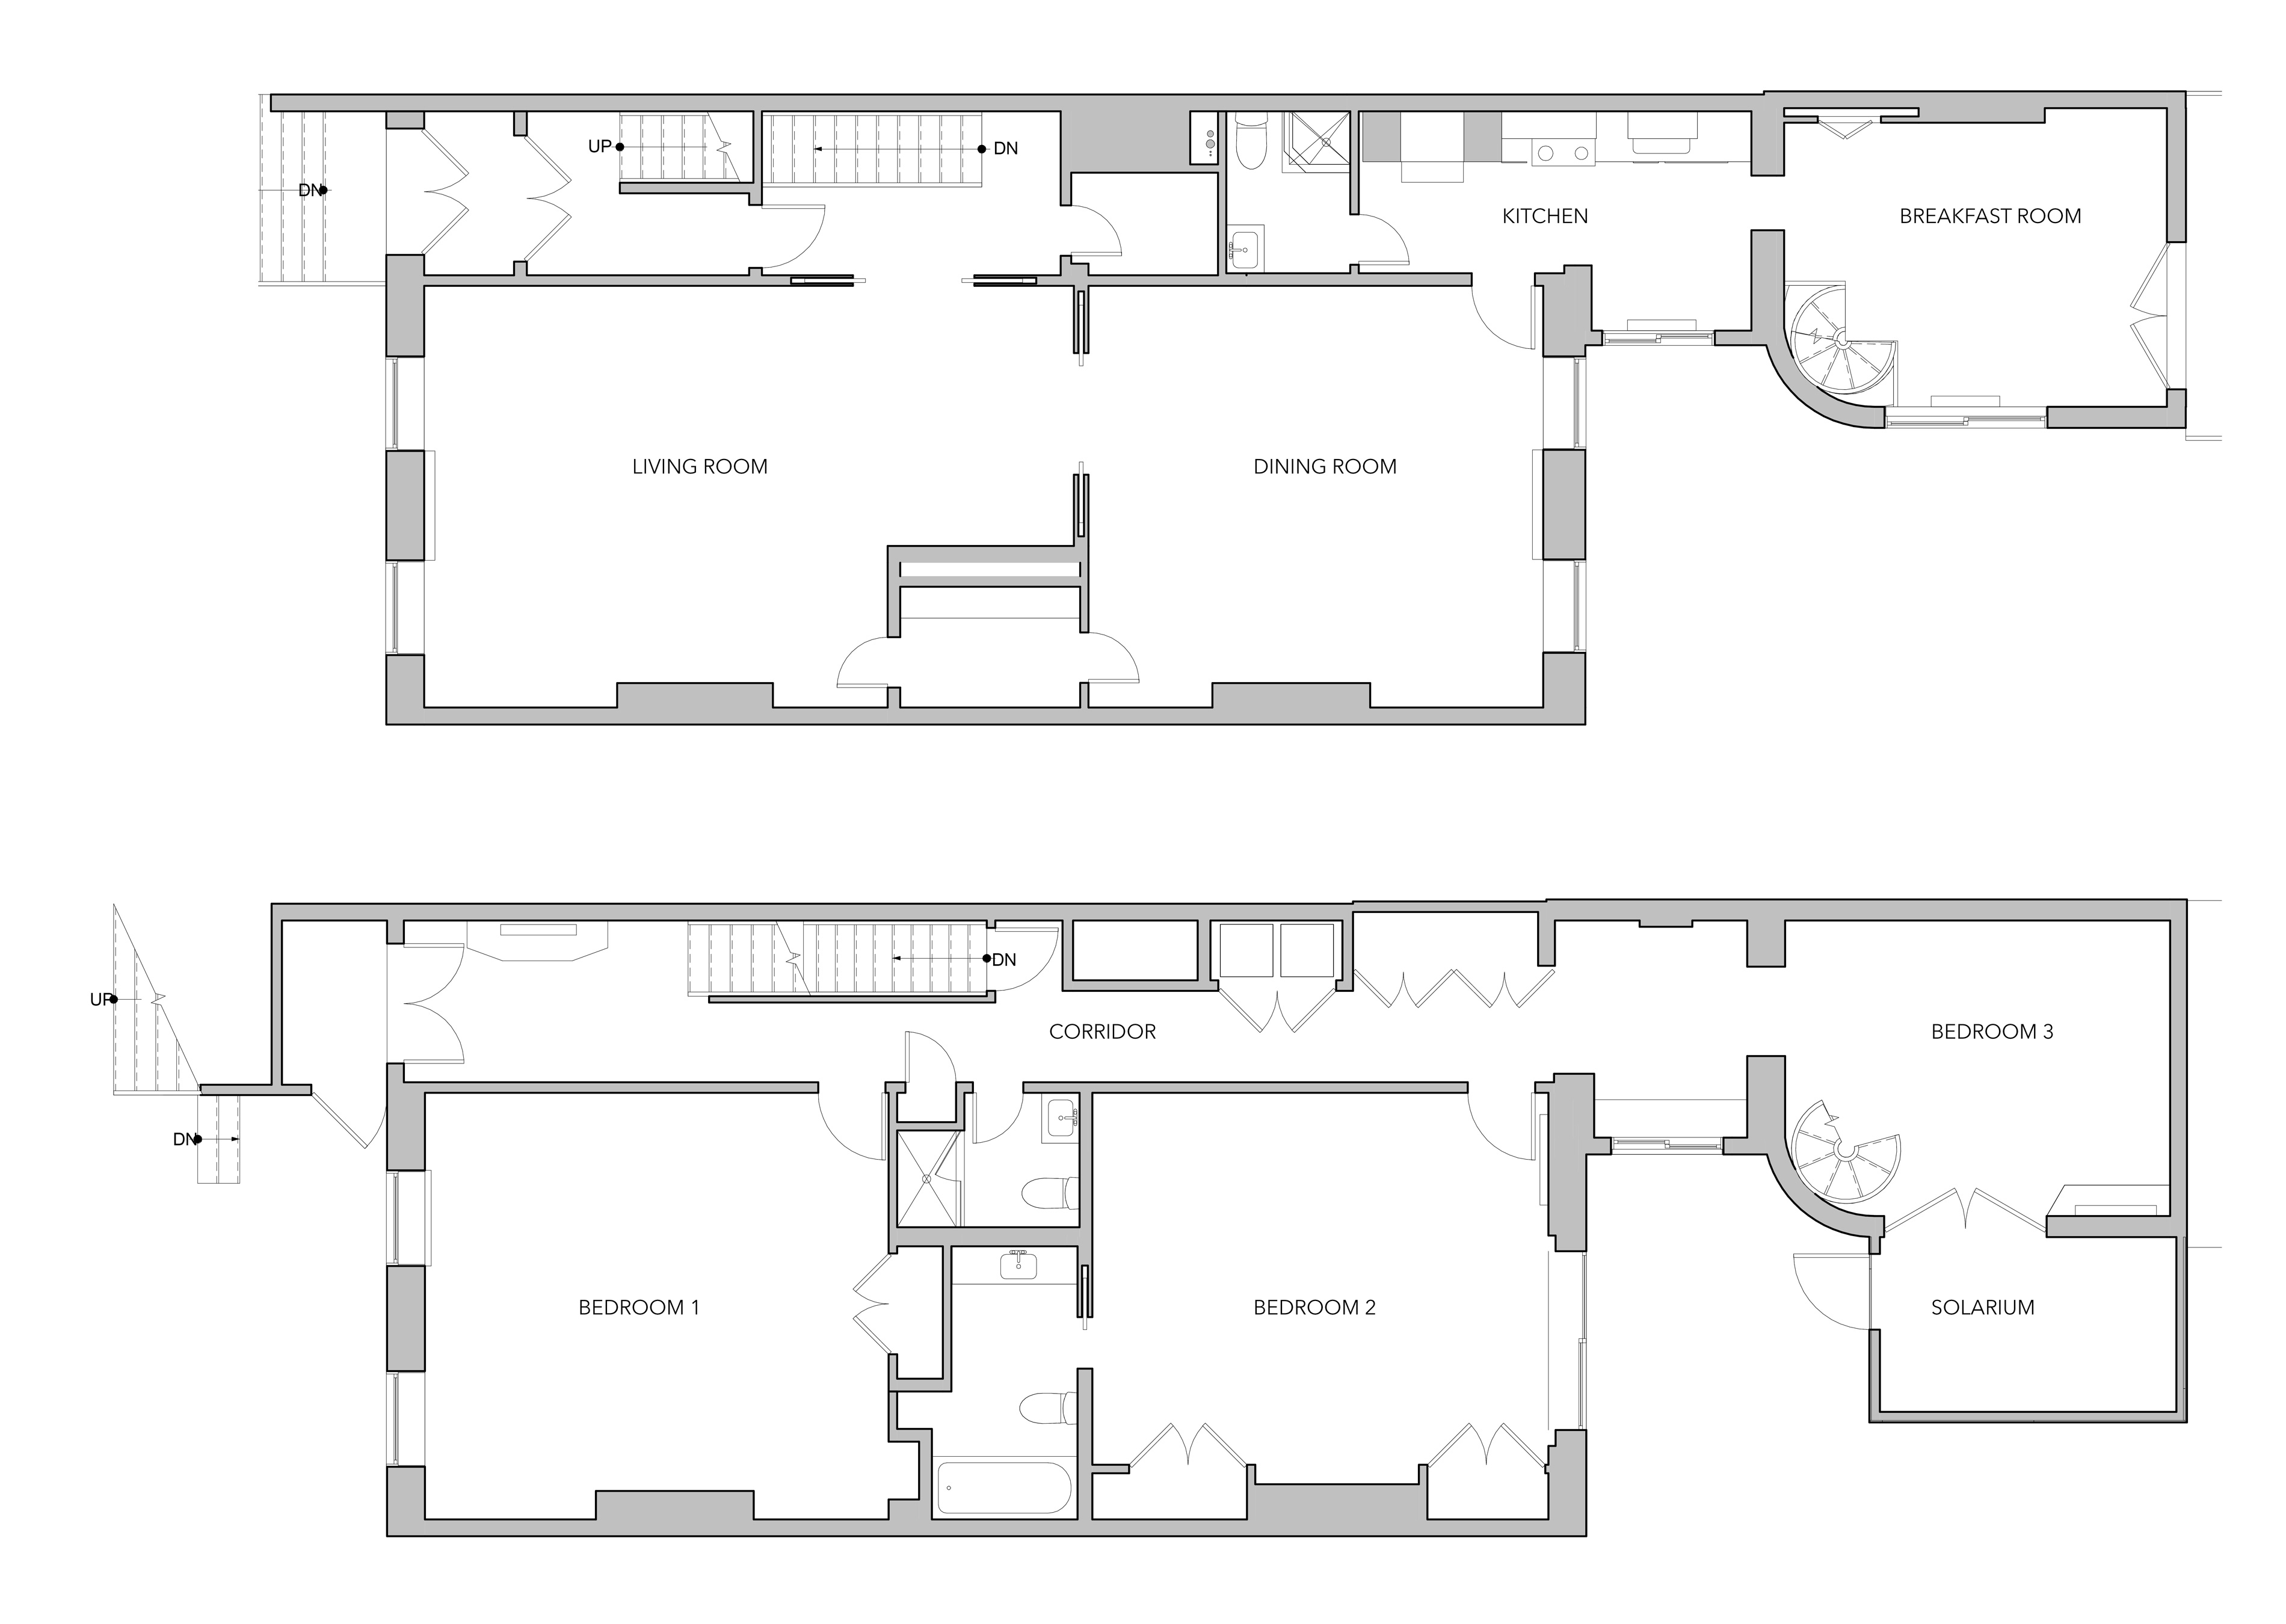 UP
DN
DN
KITCHEN
BREAKFAST ROOM
LIVING ROOM
DINING ROOM
DN
UP
CORRIDOR
BEDROOM 3
DN
BEDROOM 1
BEDROOM 2
SOLARIUM